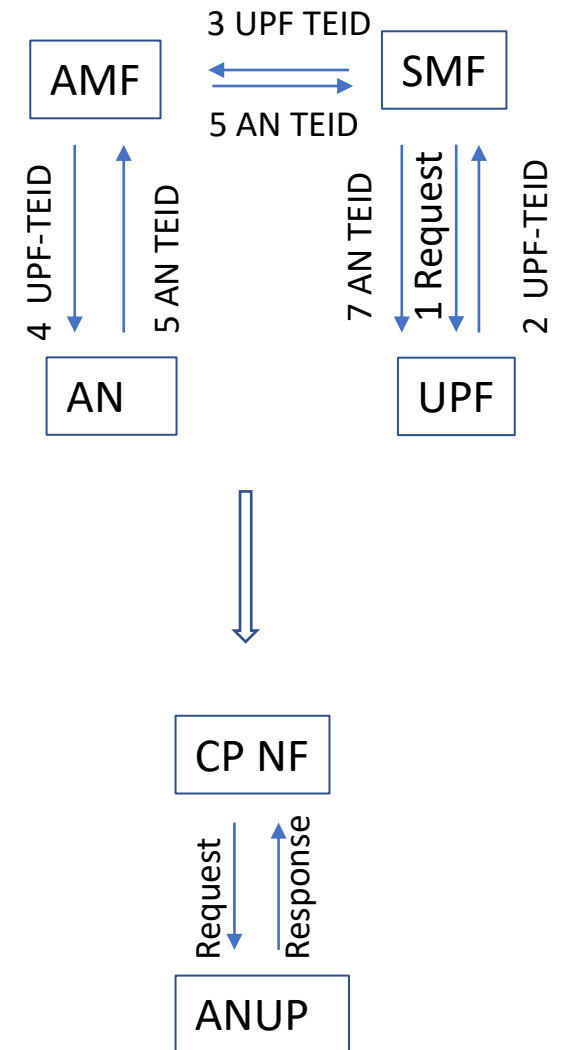 3 UPF TEID
AMF
SMF
5 AN TEID
4 UPF-TEID
5 AN TEID
7 AN TEID
1 Request
2 UPF-TEID
AN
UPF
CP NF
Request
Response
ANUP